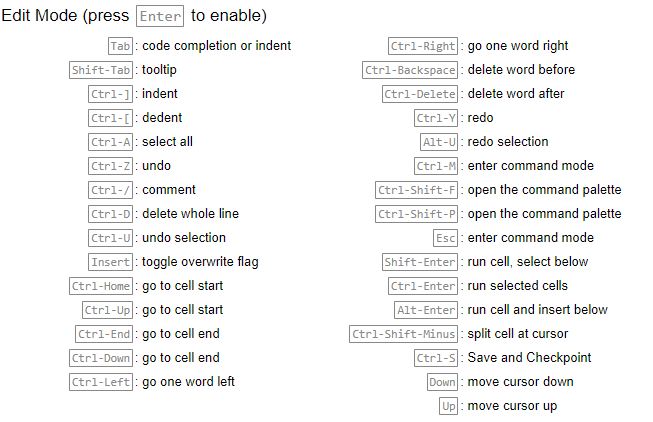 Edit Mode (press Enter to enable)
Tab : code completion or indent
Shift-Tab : tooltip
Ctrl-] : indent
Ctrl-[ : dedent
Ctrl-A : select all
Ctrl-Z : undo
Ctrl-/ : comment
Ctrl-D : delete whole line
Ctrl-U : undo selection
Insert : toggle overwrite flag
Ctrl-Home : go to cell start
Ctrl-Up : go to cell start
Ctrl-End : go to cell end
Ctrl-Down : go to cell end
Ctrl-Left : go one word left
Ctrl-Right : go one word right
Ctrl-Backspace : delete word before
Ctrl-Delete : delete word after
Ctrl-Y : redo
Alt-U : redo selection
Ctrl-M : enter command mode
Ctrl-Shift-F : open the command palette
Ctrl-Shift-P : open the command palette
Esc : enter command mode
Shift-Enter : run cell, select below
Ctrl-Enter : run selected cells
Alt-Enter : run cell and insert below
Ctrl-Shift-Minus : split cell at cursor
Ctrl-S : Save and Checkpoint
Down : move cursor down
Up : move cursor up